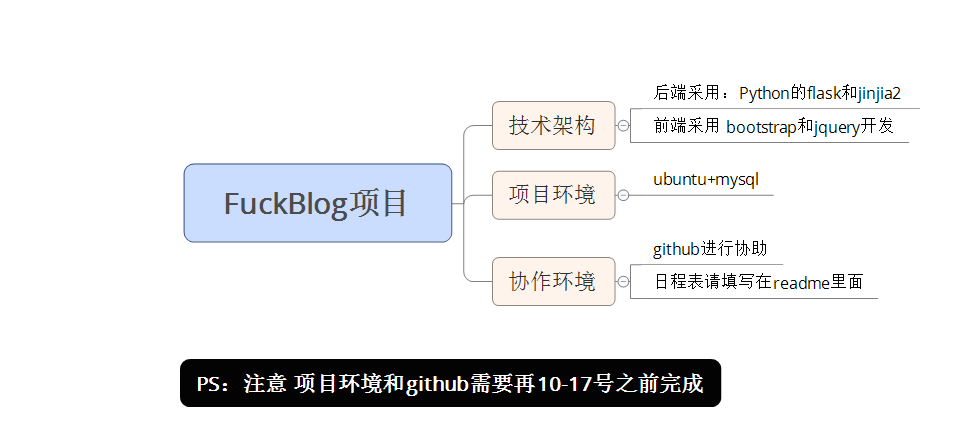 FuckBlog项目
技术架构
后端采用：Python的flask和jinjia2
前端采用 bootstrap和jquery开发
项目环境
ubuntu+mysql
协作环境
github进行协助
日程表请填写在readme里面
PS：注意 项目环境和github需要再10-17号之前完成